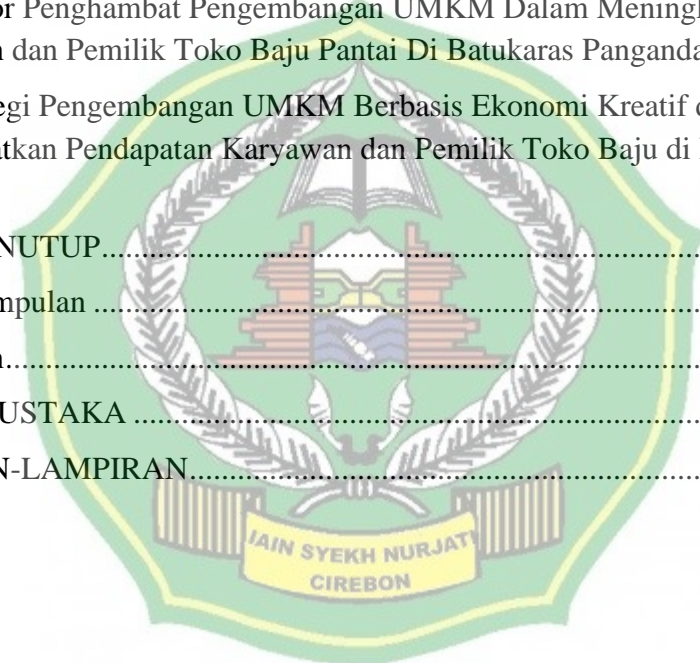 or Penghambat Pengembangan UMKM Dalam Meningk
n dan Pemilik Toko Baju Pantai Di Batukaras Panganda
egi Pengembangan UMKM Berbasis Ekonomi Kreatif d
atkan Pendapatan Karyawan dan Pemilik Toko Baju di
NUTUP.......................................................
mpulan .......................................................
n.......................................................
USTAKA .......................................................
N-LAMPIRAN.......................................................
IAIN SYEKH NURJATI
CIREBON